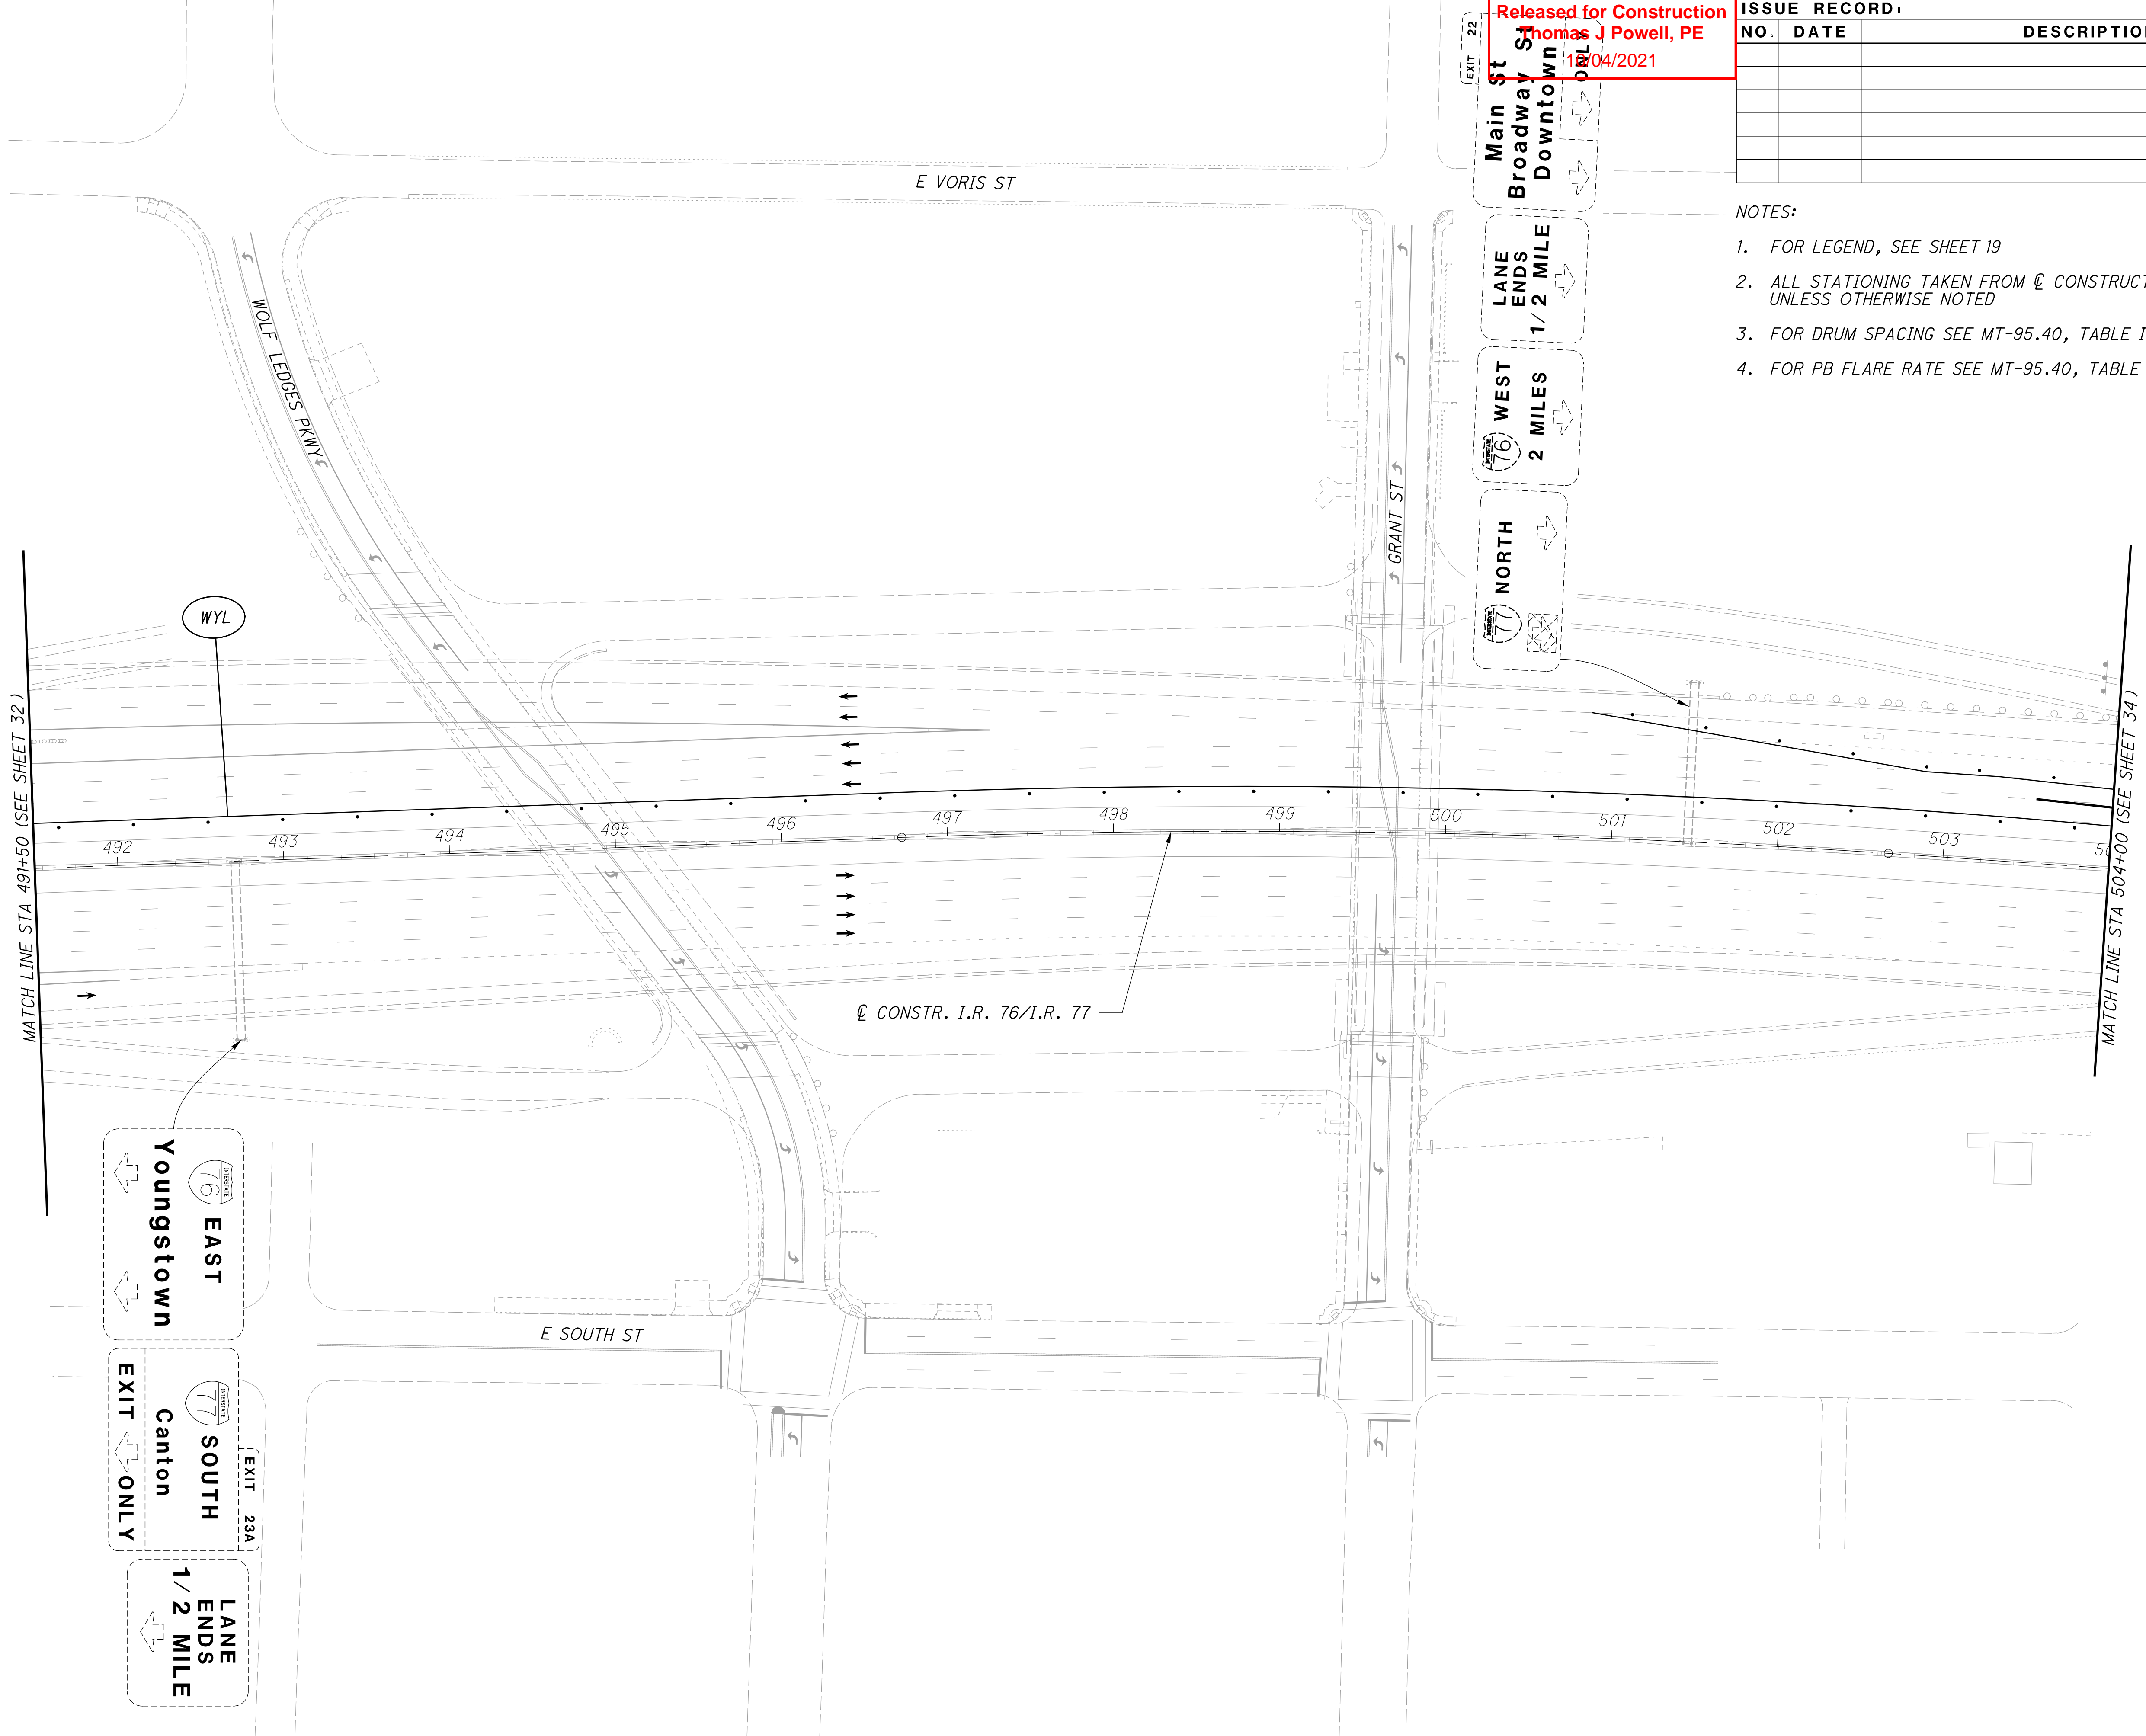 Released for Construction
Thomas J Powell, PE
/04/2021
ISSUE RECORD:
NO. DATE DESCRIPTION
EXIT 22
Main St
Broadway St
Downtown
ONLY
E VORIS ST
NOTES:
1. FOR LEGEND, SEE SHEET 19
2. ALL STATIONING TAKEN FROM ℄ CONSTRUCT
UNLESS OTHERWISE NOTED
3. FOR DRUM SPACING SEE MT-95.40, TABLE I
4. FOR PB FLARE RATE SEE MT-95.40, TABLE
LANE
ENDS
1/2 MILE
INTERSTATE
76 WEST
2 MILES
INTERSTATE
77 NORTH
WOLF LEDGES PKWY
GRANT ST
WYL
MATCH LINE STA 491+50 (SEE SHEET 32)
MATCH LINE STA 504+00 (SEE SHEET 34)
492 493 494 495 496 497 498 499 500 501 502 503 50
℄ CONSTR. I.R. 76/I.R. 77
INTERSTATE
76 EAST
Youngstown
E SOUTH ST
EXIT 23A
INTERSTATE
77 SOUTH
Canton
EXIT ONLY
LANE
ENDS
1/2 MILE